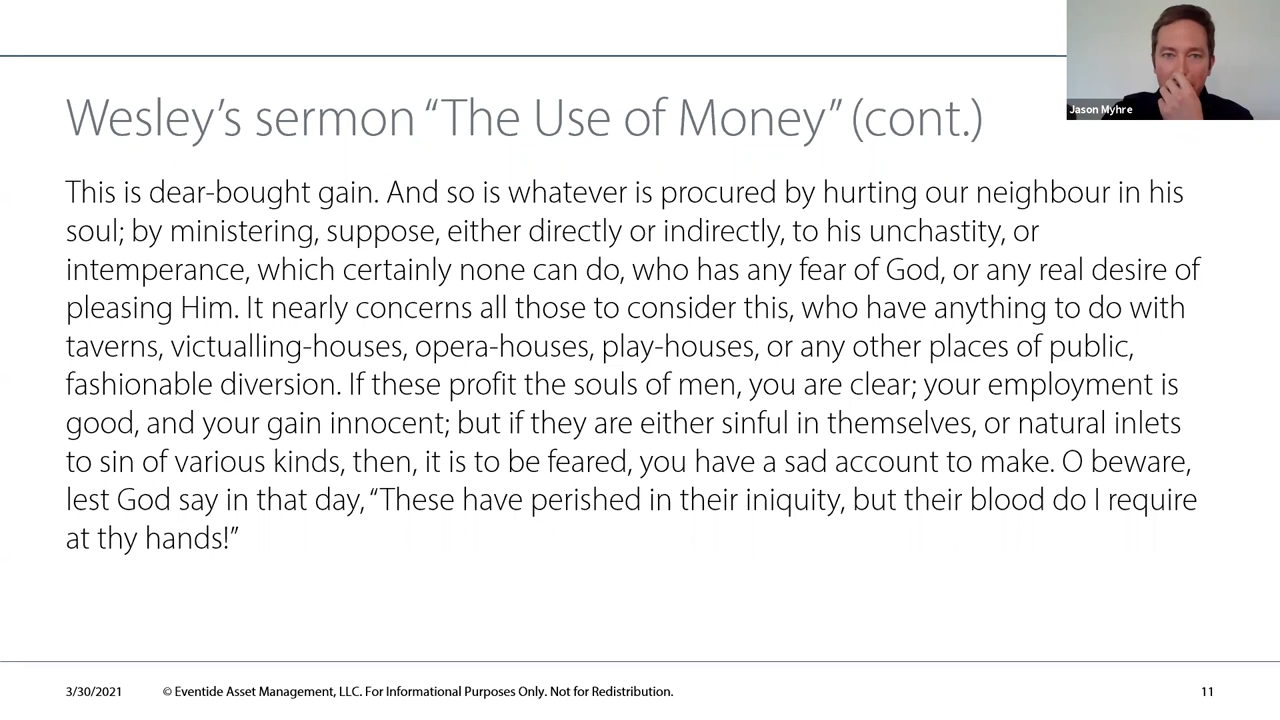 Jason Myhre
Wesley’s sermon “The Use of Money” (cont.)
This is dear-bought gain. And so is whatever is procured by hurting our neighbour in his
soul; by ministering, suppose, either directly or indirectly, to his unchastity, or
intemperance, which certainly none can do, who has any fear of God, or any real desire of
pleasing Him. It nearly concerns all those to consider this, who have anything to do with
taverns, victualling-houses, opera-houses, play-houses, or any other places of public,
fashionable diversion. If these profit the souls of men, you are clear; your employment is
good, and your gain innocent; but if they are either sinful in themselves, or natural inlets
to sin of various kinds, then, it is to be feared, you have a sad account to make. O beware,
lest God say in that day, “These have perished in their iniquity, but their blood do I require
at thy hands!”
3/30/2021 © Eventide Asset Management, LLC. For Informational Purposes Only. Not for Redistribution. 11